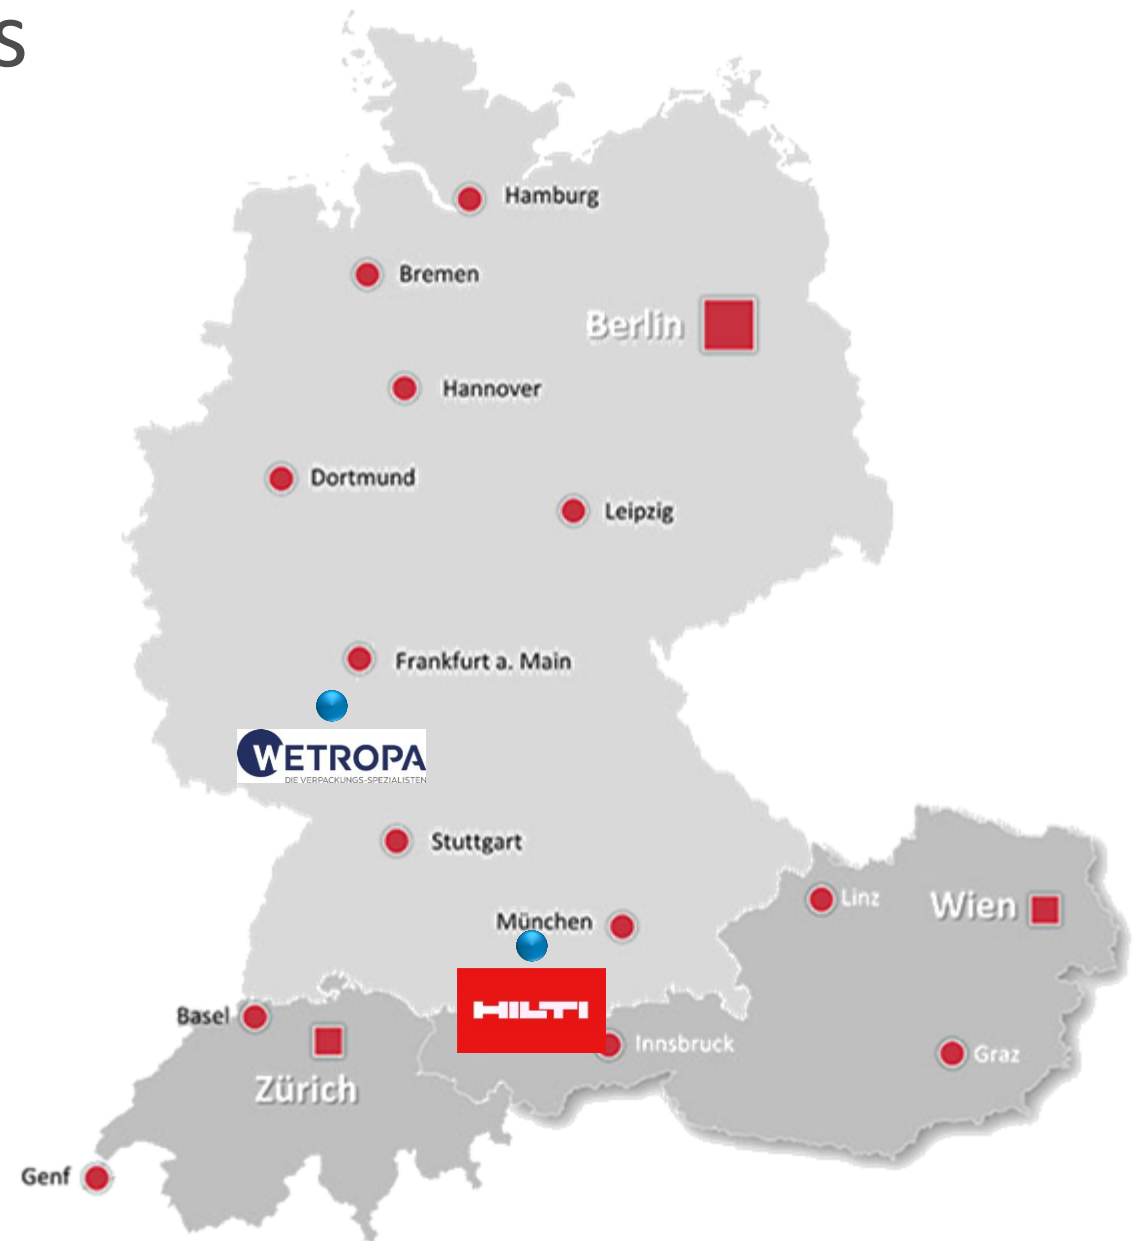 s
Hamburg
Bremen
Berlin
Hannover
Dortmund
Leipzig
Frankfurt a. Main
WETROPA
DIE VERPACKUNGS-SPEZIALISTEN
Stuttgart
Linz
Wien
München
HILTI
Basel
Innsbruck
Graz
Zürich
Genf